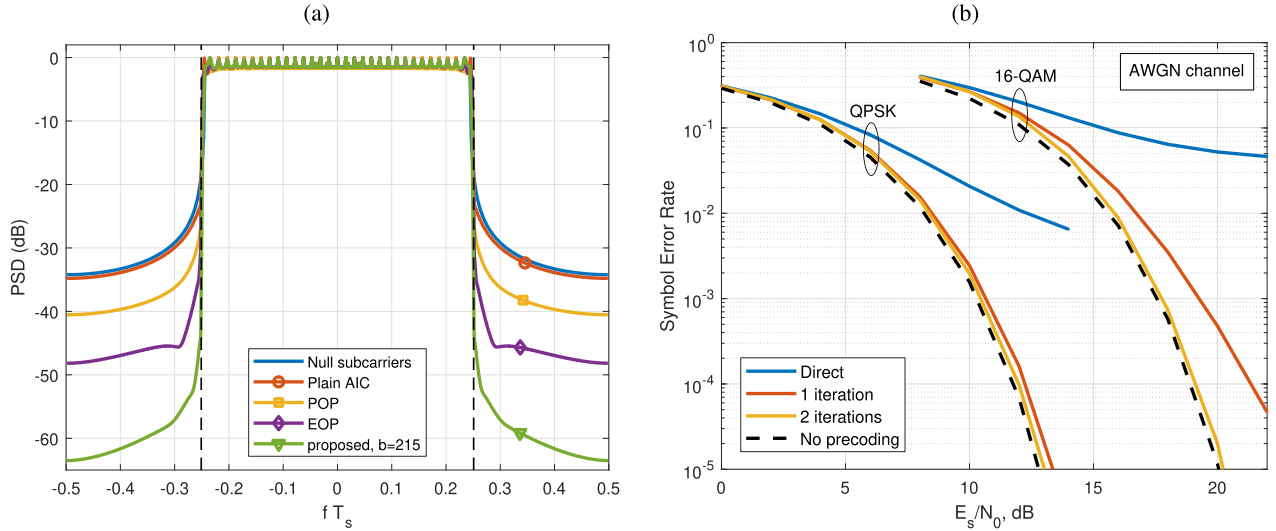 (a)
PSD (dB)
0
-10
-20
-30
-40
-50
-60
Null subcarriers
Plain AIC
POP
EOP
proposed, b=215
-0.5 -0.4 -0.3 -0.2 -0.1 0 0.1 0.2 0.3 0.4 0.5
f T_s
(b)
Symbol Error Rate
10^0
10^-1
10^-2
10^-3
10^-4
10^-5
AWGN channel
16-QAM
QPSK
Direct
1 iteration
2 iterations
No precoding
0 5 10 15 20
E_s/N_0, dB